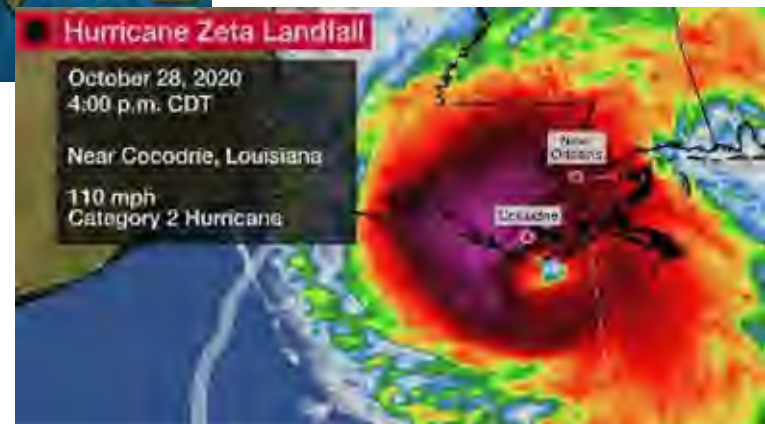 Hurricane Zeta Landfall
October 28, 2020
4:00 p.m. CDT
Near Cocodrie, Louisiana
110 mph
Category 2 Hurricane
New
Orleans
Cocodrie